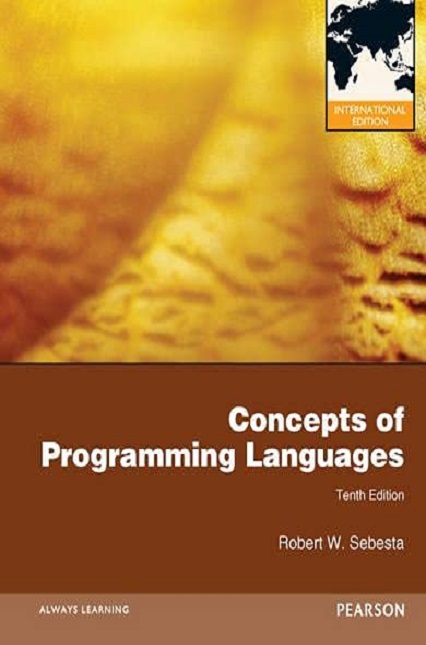 INTERNATIONAL
EDITION
Concepts of
Programming Languages
Tenth Edition
Robert W. Sebesta
ALWAYS LEARNING
PEARSON